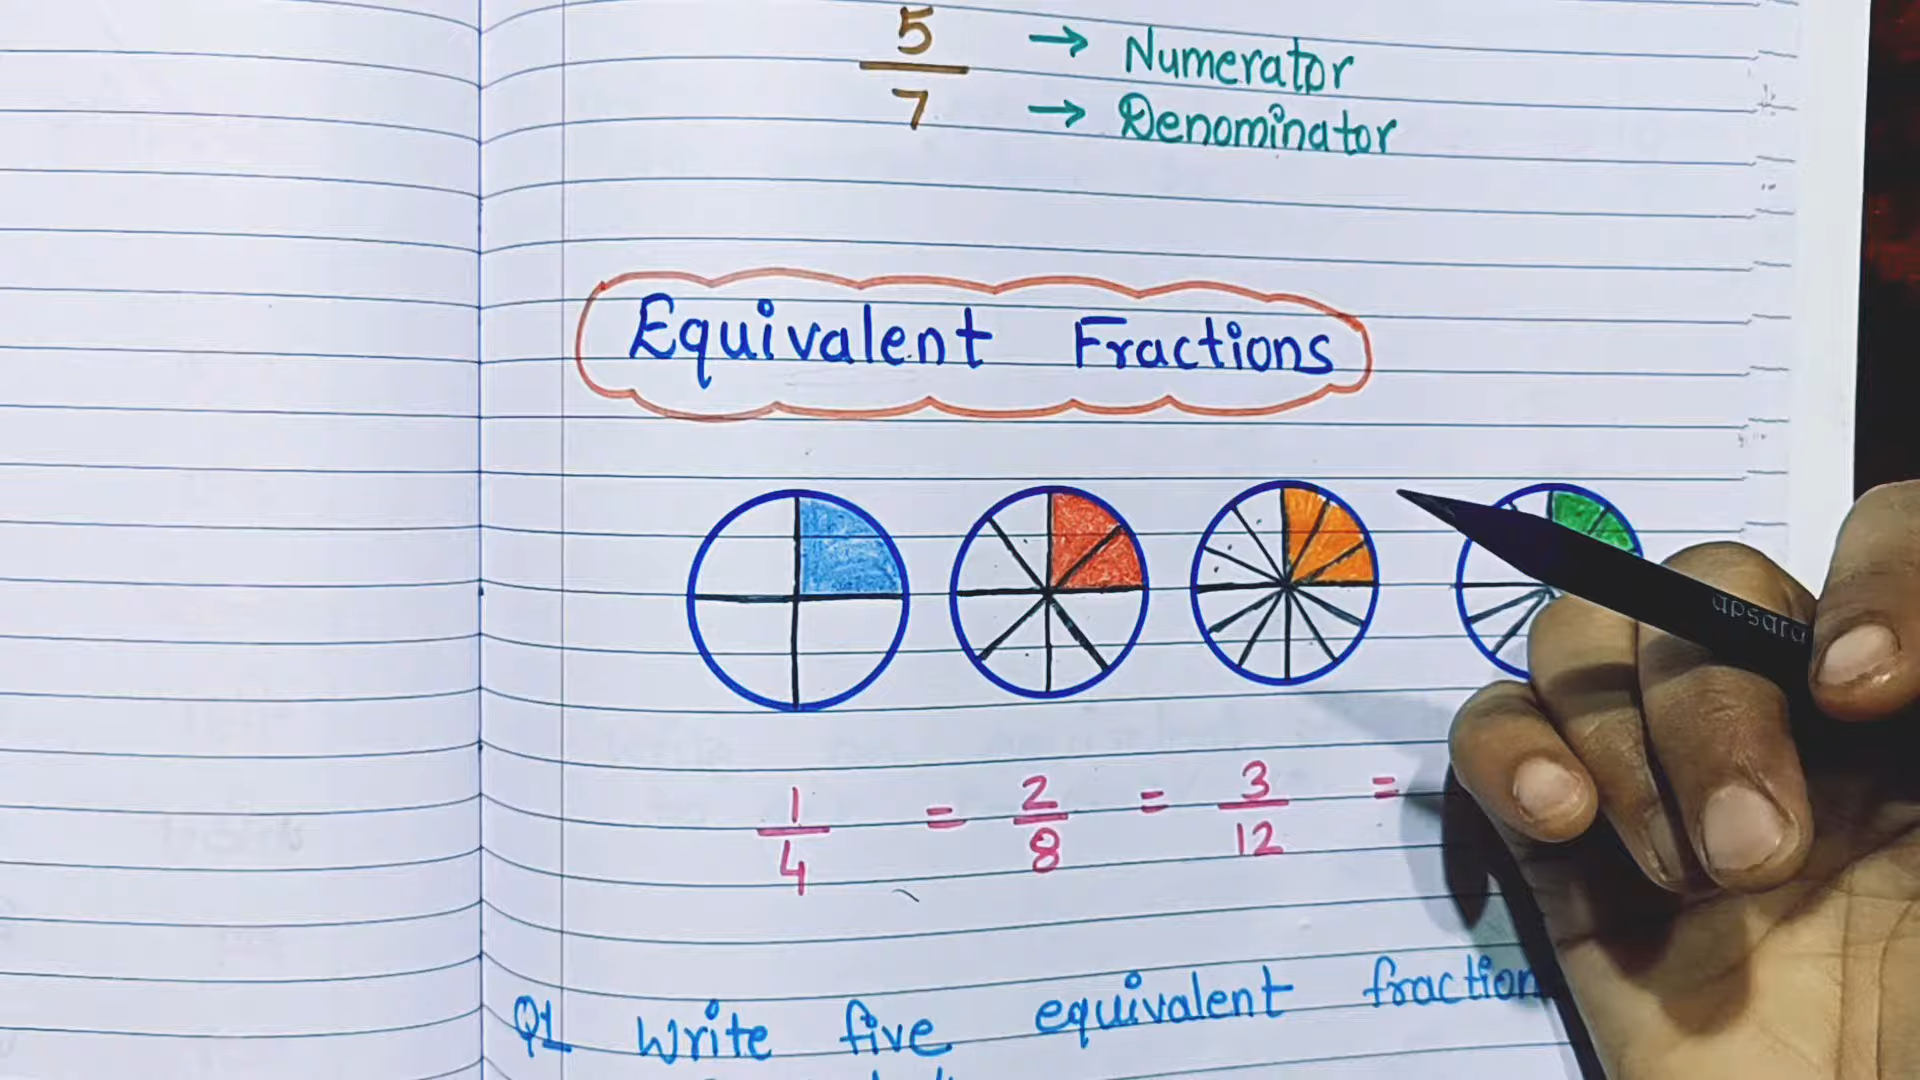 5 → Numerator
7 → Denominator
Equivalent Fractions
apsara
1/4 = 2/8 = 3/12 =
Q1 Write five equivalent fraction